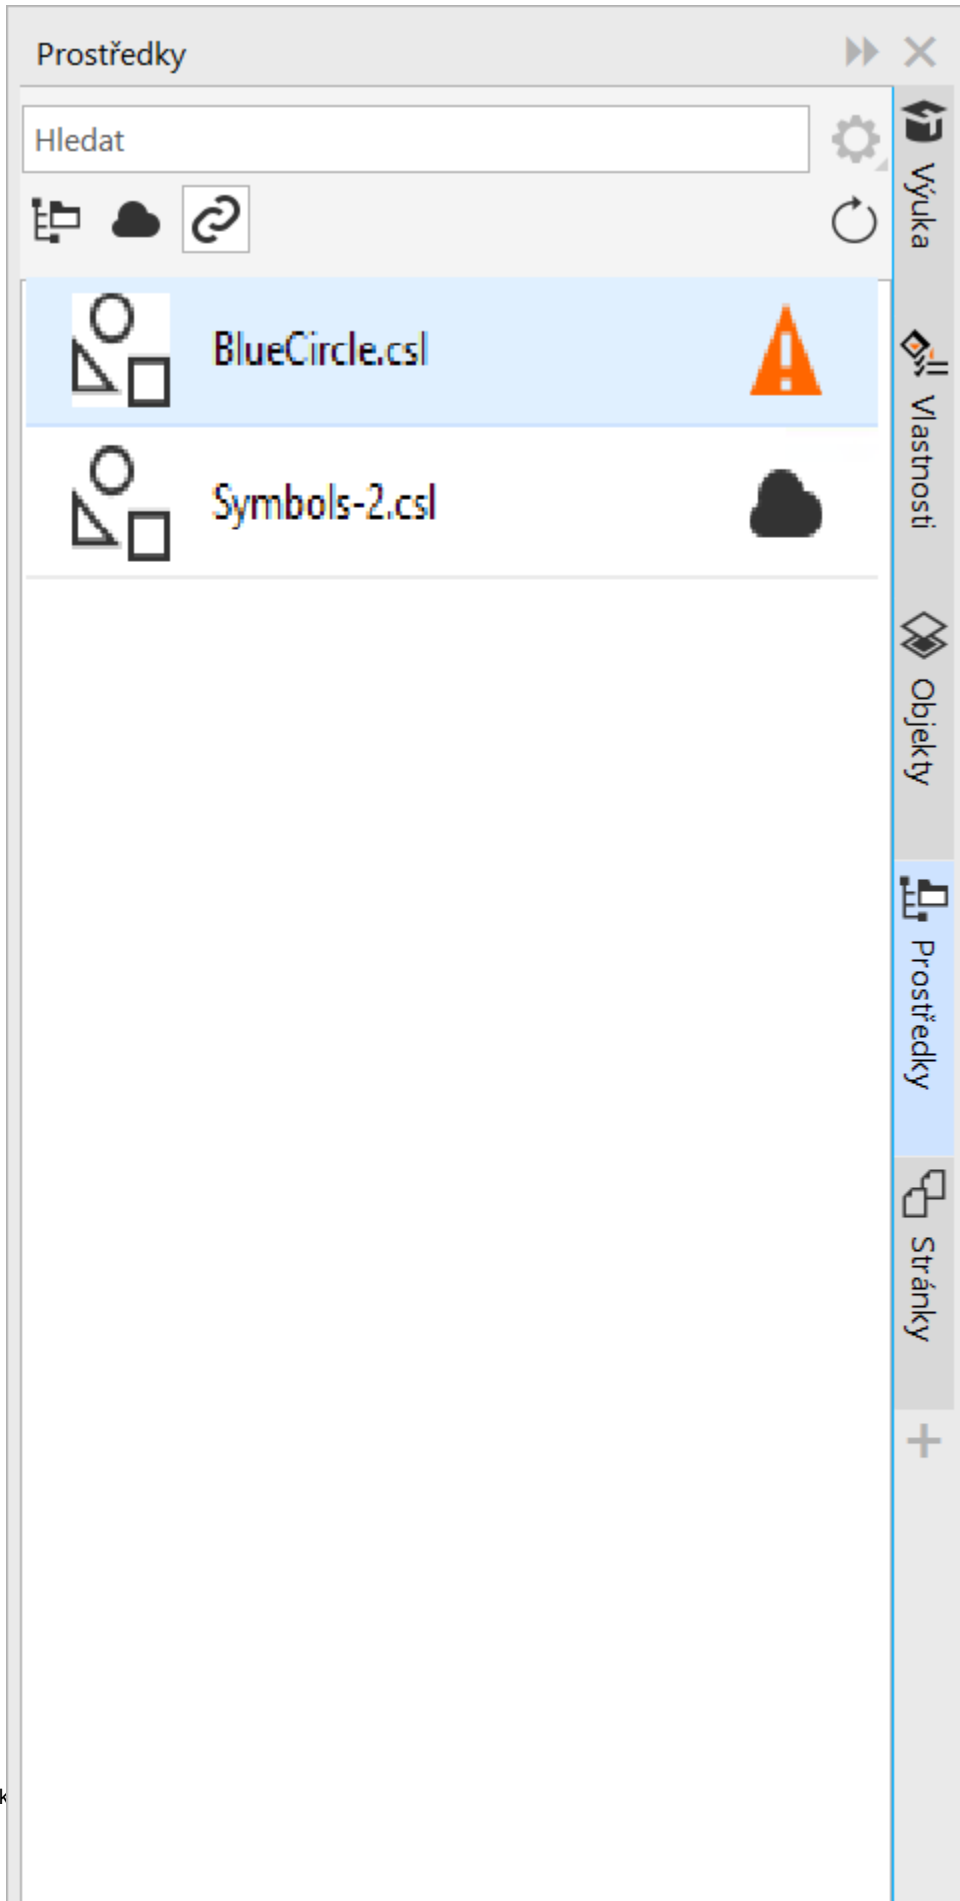 Prostředky
Hledat
BlueCircle.csl
Symbols-2.csl
Výuka
Vlastnosti
Objekty
Prostředky
Stránky
k